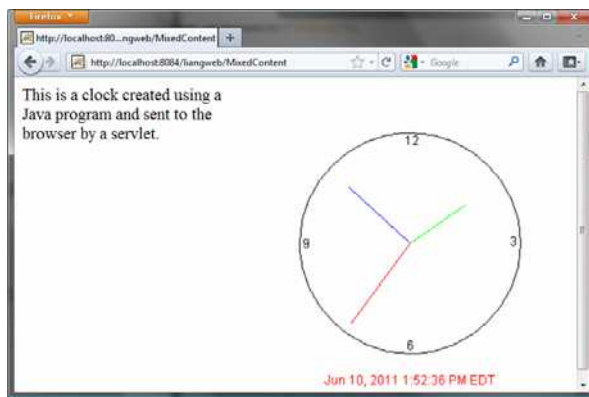 Firefox
http://localhost:80...ngweb/MixedContent
http://localhost:8084/liangweb/MixedContent
Google
This is a clock created using a
Java program and sent to the
browser by a servlet.
12
9
3
6
Jun 10, 2011 1:52:36 PM EDT